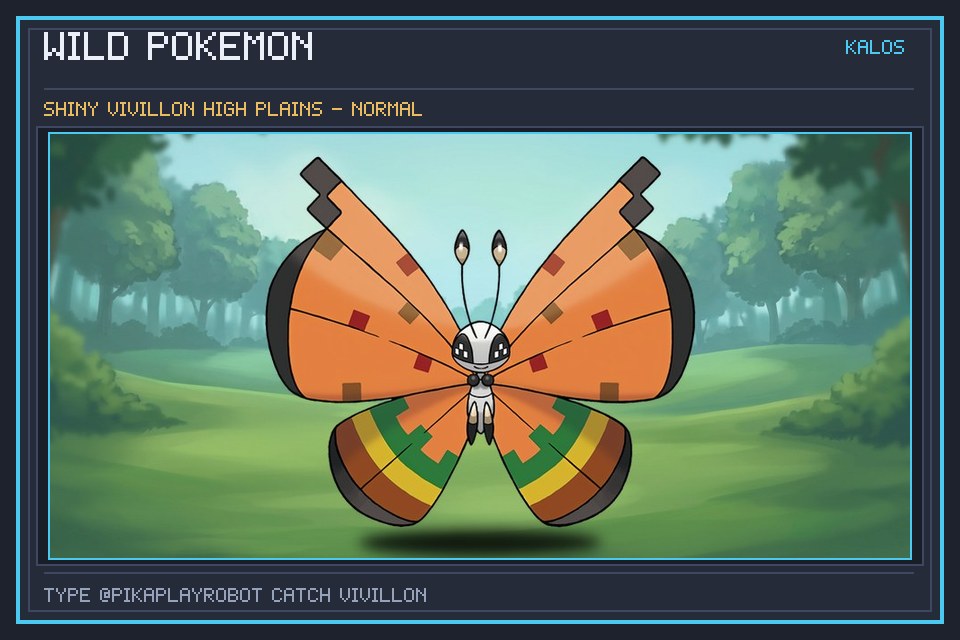 WILD POKEMON
KALOS
SHINY VIVILLON HIGH PLAINS - NORMAL
TYPE @PIKAPLAYROBOT CATCH VIVILLON